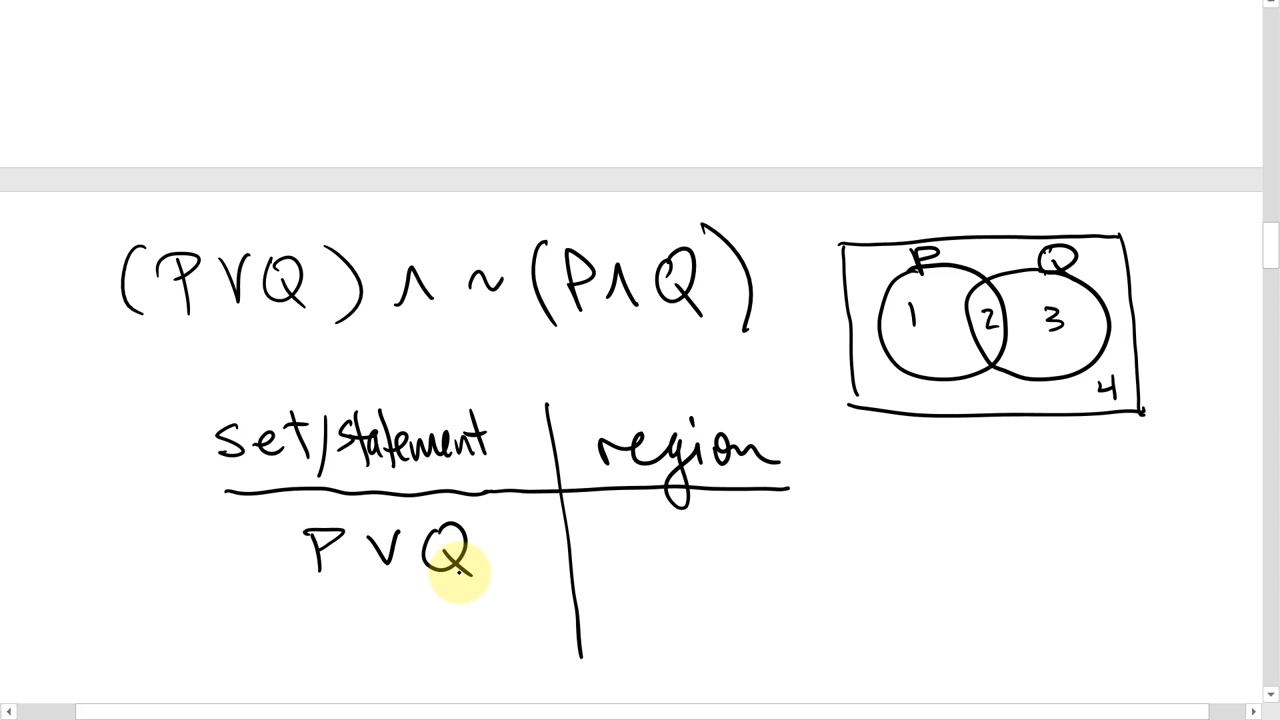 (P ∨ Q) ∧ ~ (P ∧ Q)
P Q
1 2 3
4
set/statement region
P ∨ Q